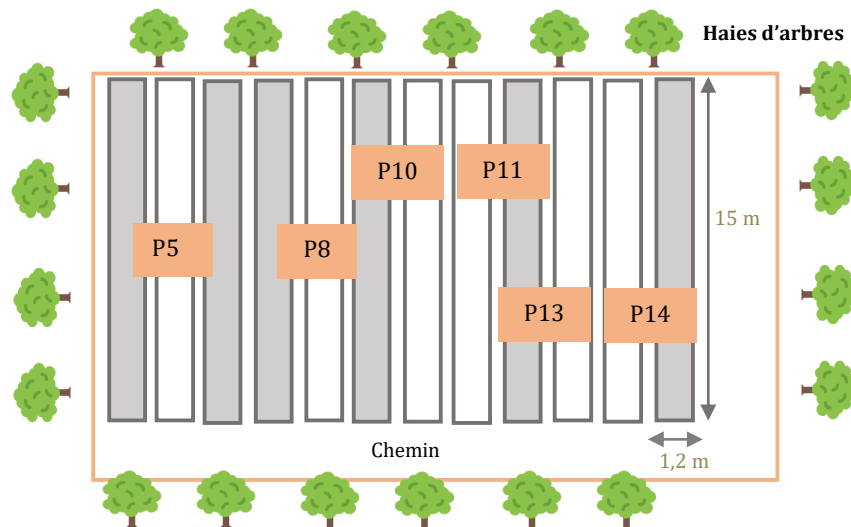 Haies d'arbres
P10
P11
15 m
P5
P8
P13
P14
Chemin
1,2 m